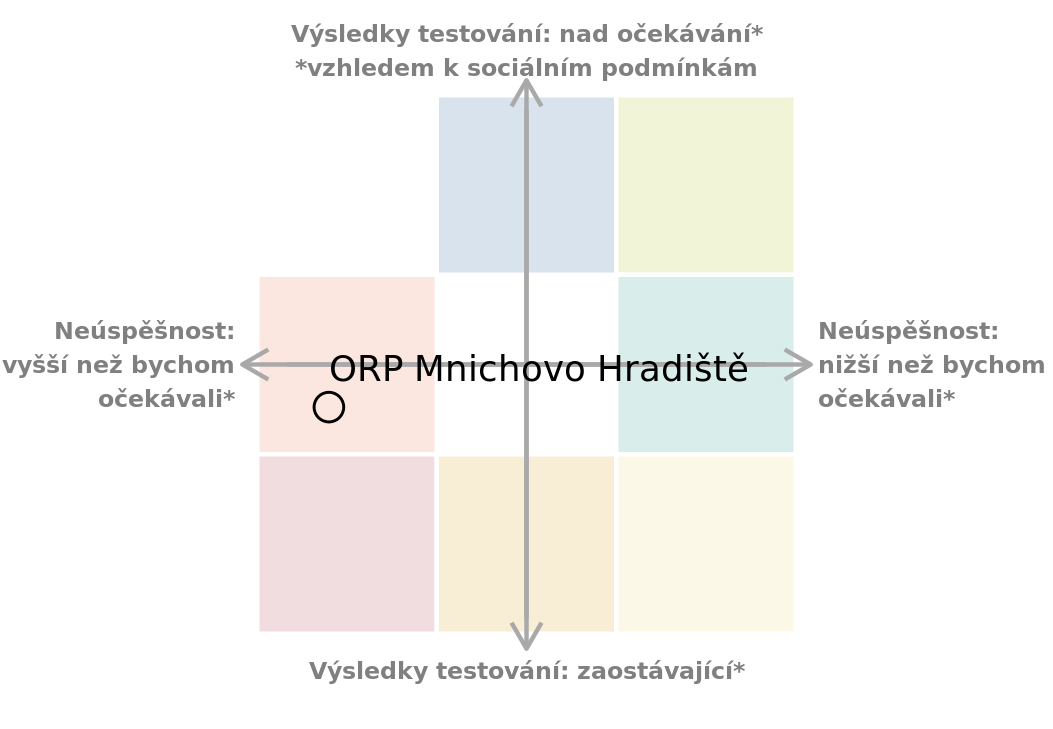 Výsledky testování: nad očekávání*
*vzhledem k sociálním podmínkám
Neúspěšnost:
vyšší než bychom
očekávali*
ORP Mnichovo Hradiště
Neúspěšnost:
nižší než bychom
očekávali*
Výsledky testování: zaostávající*